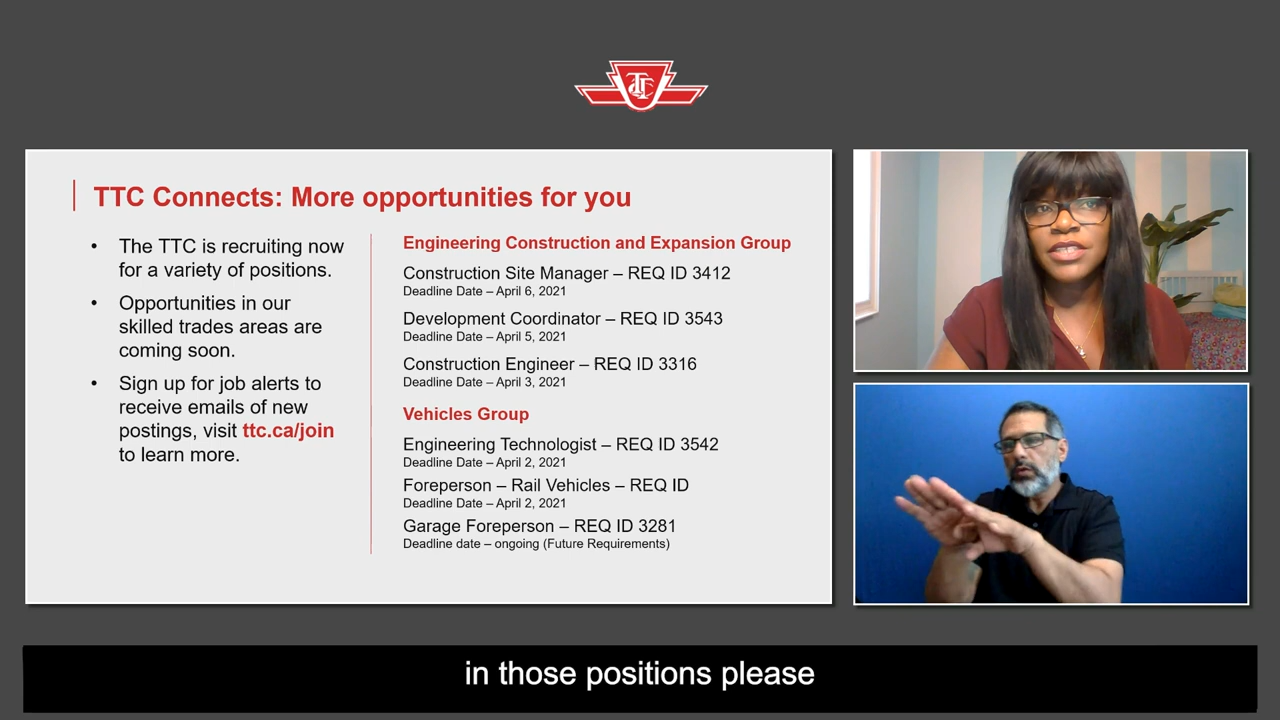 TTC
TTC Connects: More opportunities for you
• The TTC is recruiting now
for a variety of positions.
• Opportunities in our
skilled trades areas are
coming soon.
• Sign up for job alerts to
receive emails of new
postings, visit ttc.ca/join
to learn more.
Engineering Construction and Expansion Group
Construction Site Manager – REQ ID 3412
Deadline Date – April 6, 2021
Development Coordinator – REQ ID 3543
Deadline Date – April 5, 2021
Construction Engineer – REQ ID 3316
Deadline Date – April 3, 2021
Vehicles Group
Engineering Technologist – REQ ID 3542
Deadline Date – April 2, 2021
Foreperson – Rail Vehicles – REQ ID
Deadline Date – April 2, 2021
Garage Foreperson – REQ ID 3281
Deadline date – ongoing (Future Requirements)
in those positions please